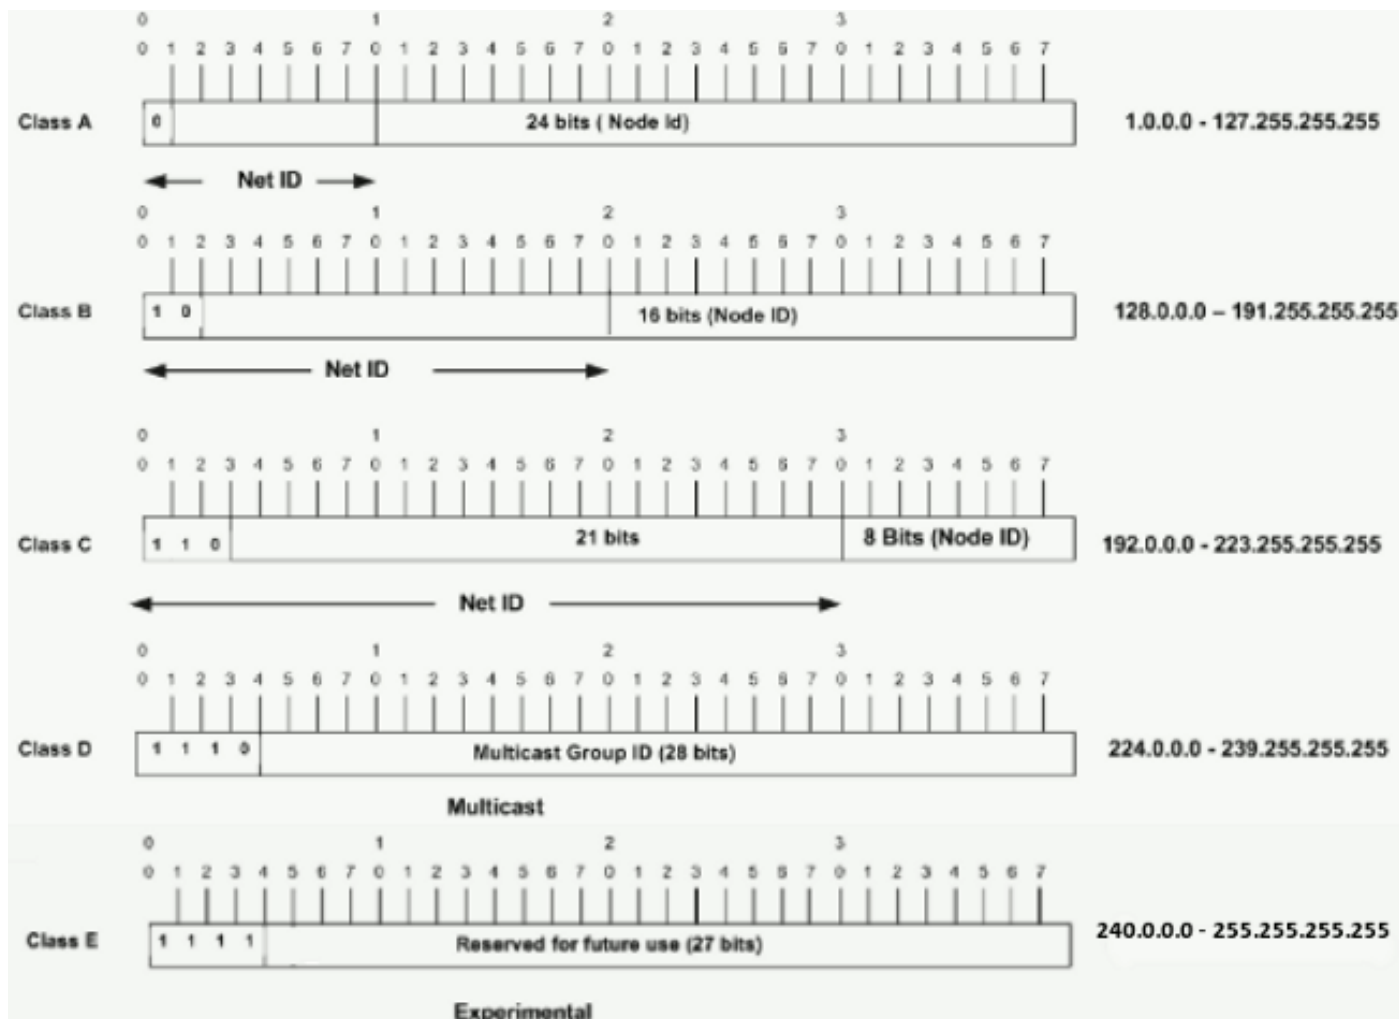 0 1 2 3
0 1 2 3 4 5 6 7 0 1 2 3 4 5 6 7 0 1 2 3 4 5 6 7 0 1 2 3 4 5 6 7
Class A 0 24 bits ( Node Id) 1.0.0.0 - 127.255.255.255
Net ID
0 1 2 3
0 1 2 3 4 5 6 7 0 1 2 3 4 5 6 7 0 1 2 3 4 5 6 7 0 1 2 3 4 5 6 7
Class B 1 0 16 bits (Node ID) 128.0.0.0 – 191.255.255.255
Net ID
0 1 2 3
0 1 2 3 4 5 6 7 0 1 2 3 4 5 6 7 0 1 2 3 4 5 6 7 0 1 2 3 4 5 6 7
Class C 1 1 0 21 bits 8 Bits (Node ID) 192.0.0.0 - 223.255.255.255
Net ID
0 1 2 3
0 1 2 3 4 5 6 7 0 1 2 3 4 5 6 7 0 1 2 3 4 5 6 7 0 1 2 3 4 5 6 7
Class D 1 1 1 0 Multicast Group ID (28 bits) 224.0.0.0 - 239.255.255.255
Multicast
0 1 2 3
0 1 2 3 4 5 6 7 0 1 2 3 4 5 6 7 0 1 2 3 4 5 6 7 0 1 2 3 4 5 6 7
Class E 1 1 1 1 Reserved for future use (27 bits) 240.0.0.0 - 255.255.255.255
Experimental